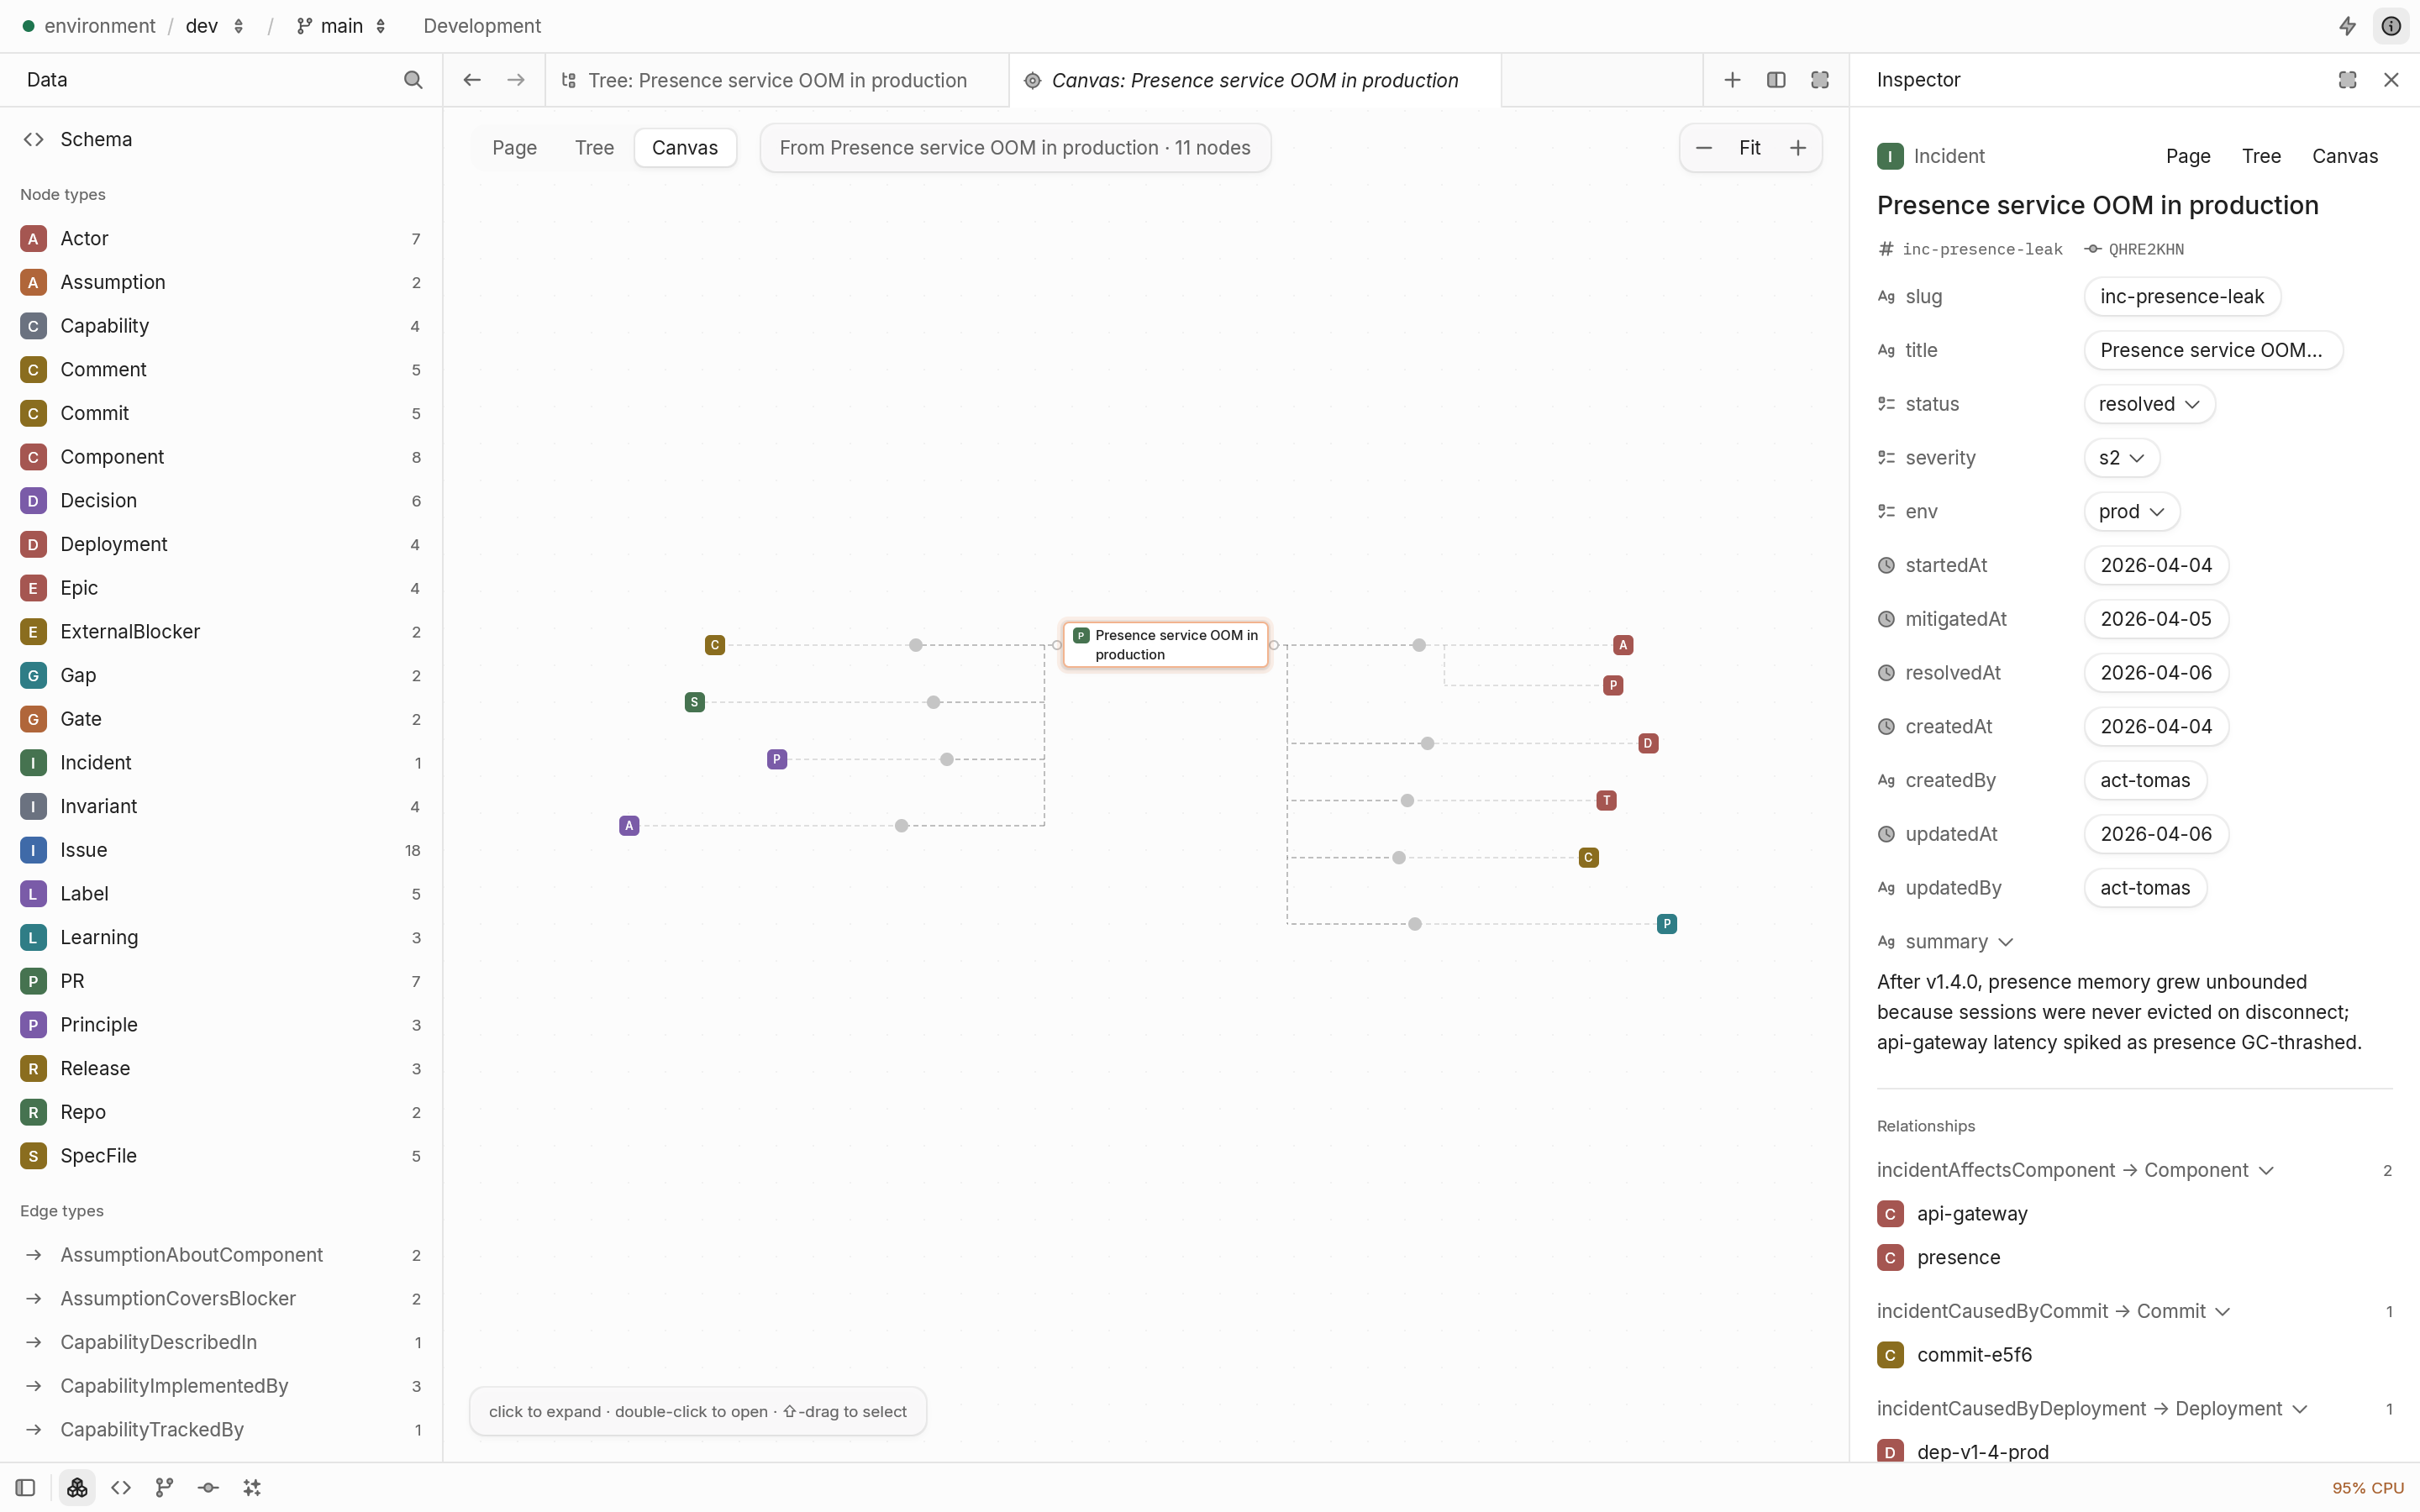 environment / dev / main Development
Data
Tree: Presence service OOM in production
Canvas: Presence service OOM in production
Inspector
Schema
Node types
A Actor 7
A Assumption 2
C Capability 4
C Comment 5
C Commit 5
C Component 8
D Decision 6
D Deployment 4
E Epic 4
E ExternalBlocker 2
G Gap 2
G Gate 2
I Incident 1
I Invariant 4
I Issue 18
L Label 5
L Learning 3
P PR 7
P Principle 3
R Release 3
R Repo 2
S SpecFile 5
Edge types
→ AssumptionAboutComponent 2
→ AssumptionCoversBlocker 2
→ CapabilityDescribedIn 1
→ CapabilityImplementedBy 3
→ CapabilityTrackedBy 1
Page Tree Canvas
From Presence service OOM in production · 11 nodes
− Fit +
C
S
P
A
P Presence service OOM in
production
A
P
D
T
C
P
click to expand · double-click to open · ⇧-drag to select
I Incident Page Tree Canvas
Presence service OOM in production
# inc-presence-leak QHRE2KHN
Ag slug inc-presence-leak
Ag title Presence service OOM...
status resolved
severity s2
env prod
startedAt 2026-04-04
mitigatedAt 2026-04-05
resolvedAt 2026-04-06
createdAt 2026-04-04
Ag createdBy act-tomas
updatedAt 2026-04-06
Ag updatedBy act-tomas
Ag summary
After v1.4.0, presence memory grew unbounded
because sessions were never evicted on disconnect;
api-gateway latency spiked as presence GC-thrashed.
Relationships
incidentAffectsComponent → Component 2
C api-gateway
C presence
incidentCausedByCommit → Commit 1
C commit-e5f6
incidentCausedByDeployment → Deployment 1
D dep-v1-4-prod
95% CPU